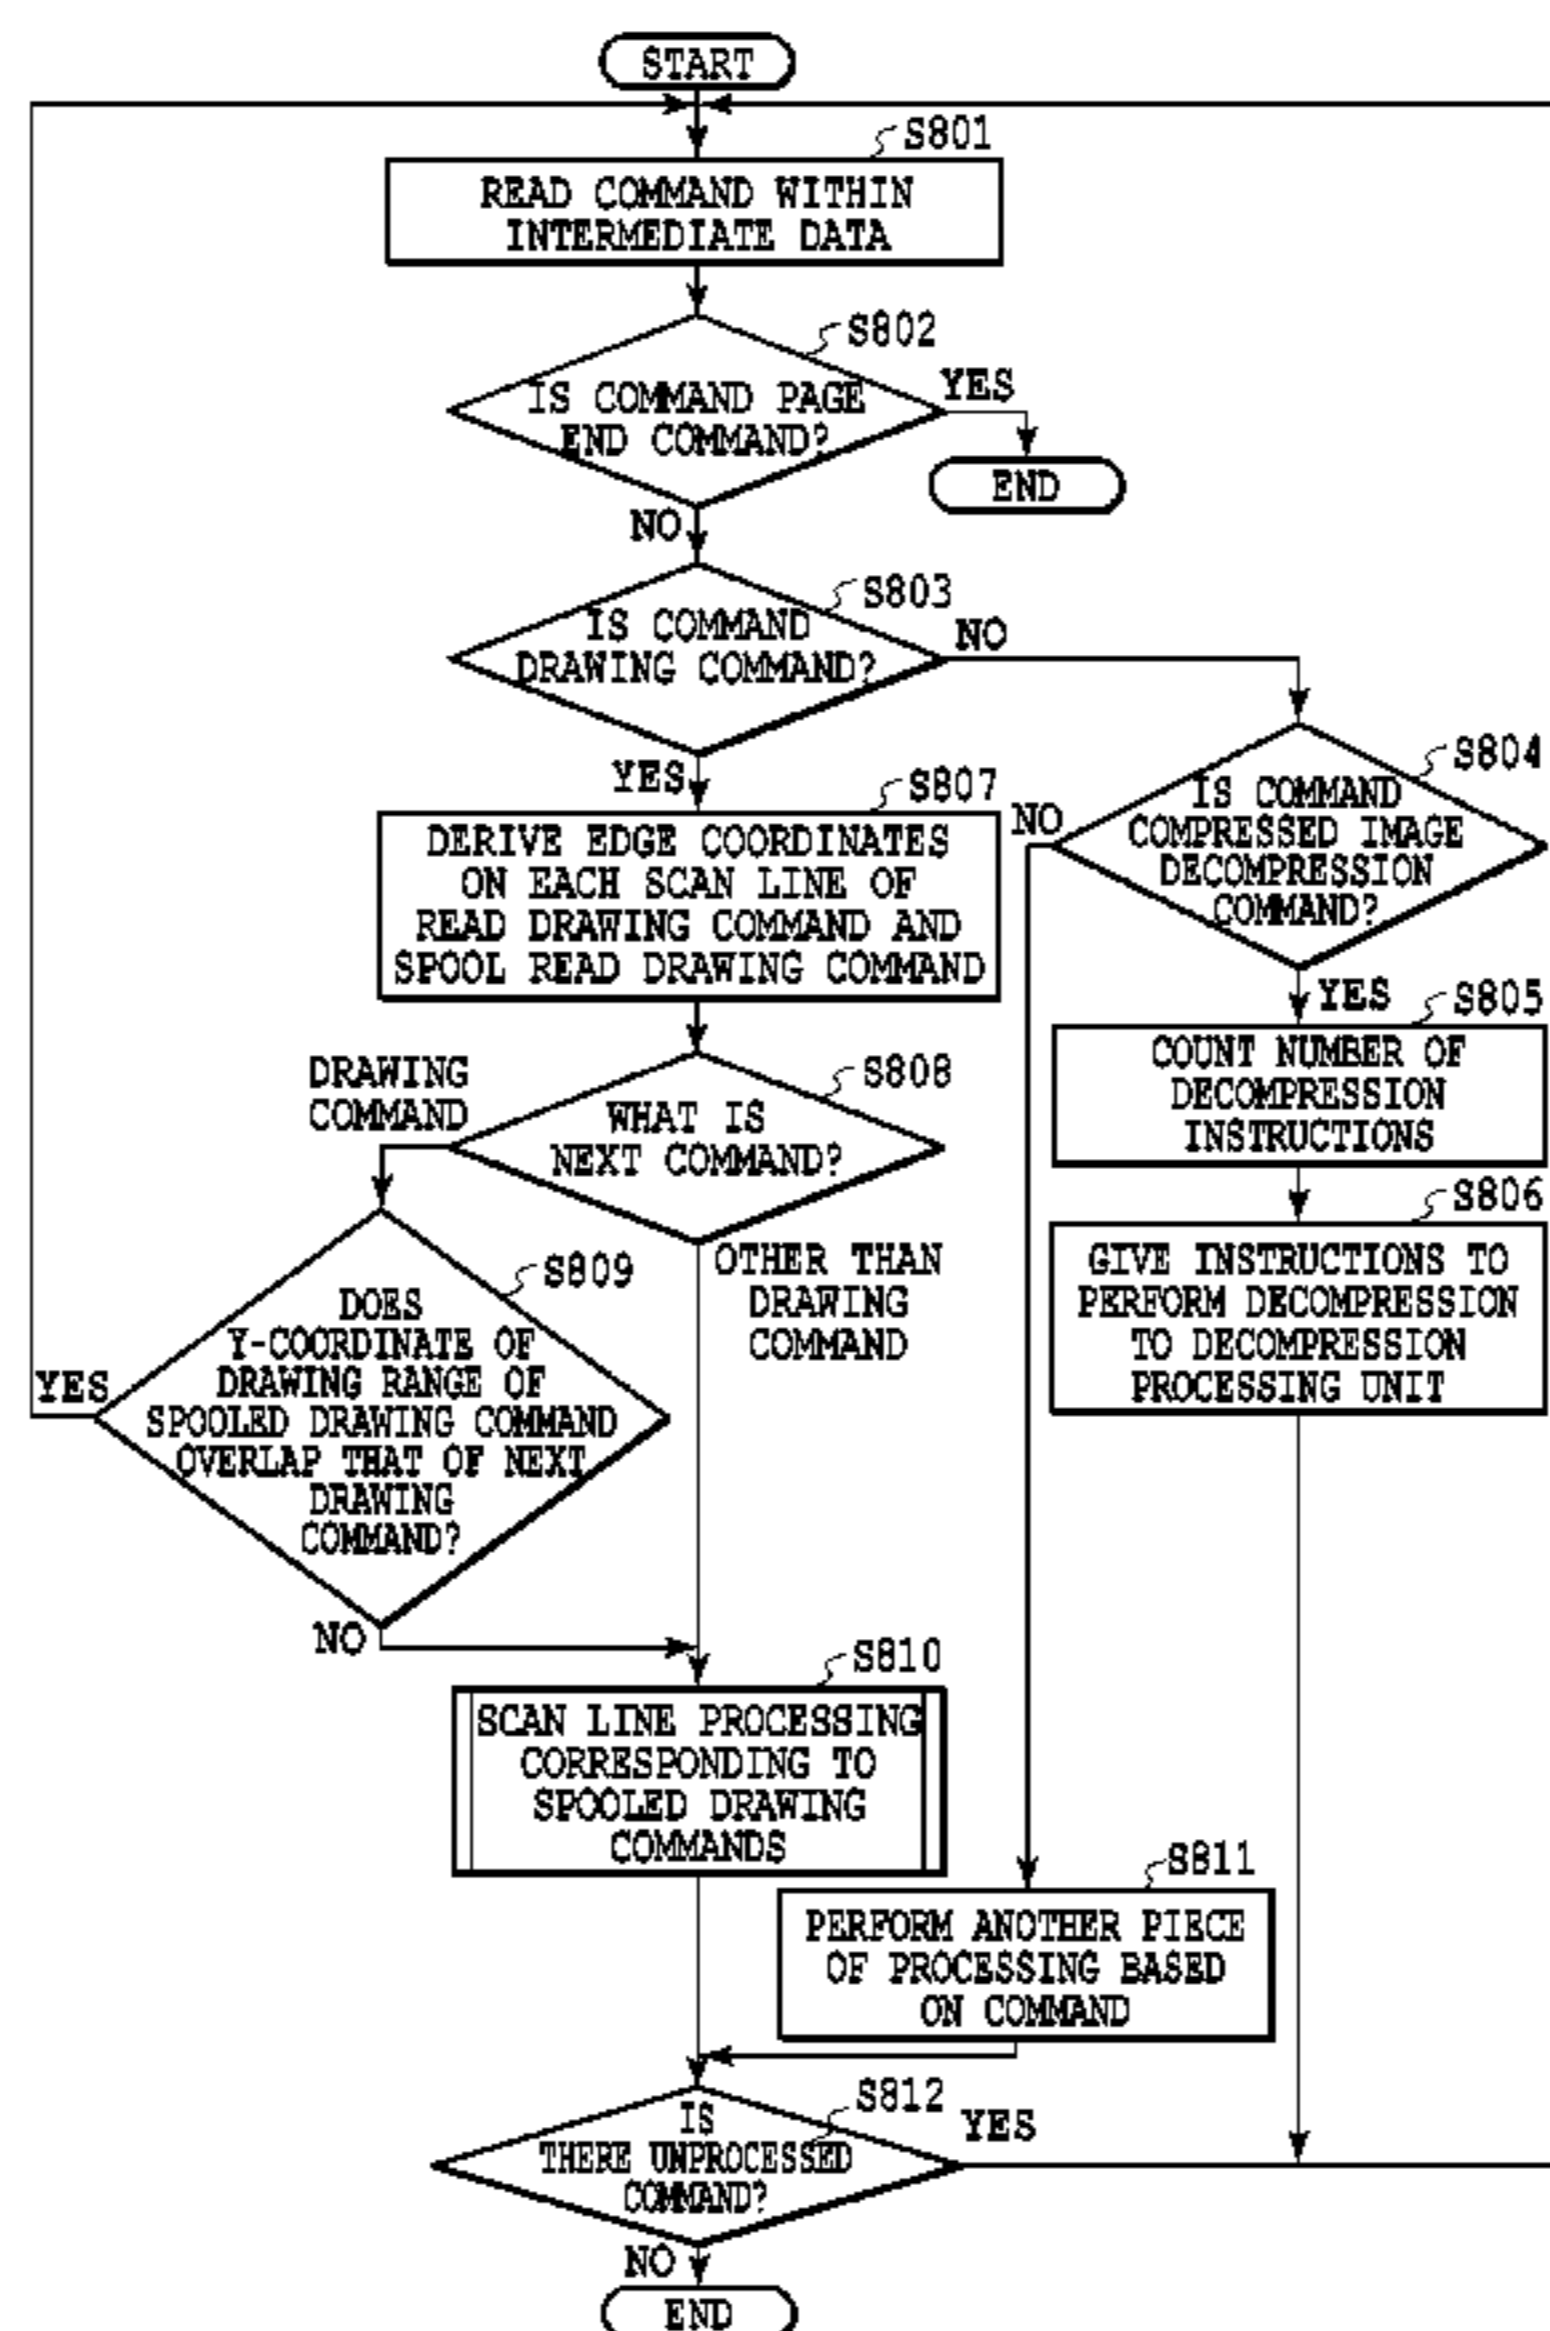 START
S801
READ COMMAND WITHIN
INTERMEDIATE DATA
S802
IS COMMAND PAGE
END COMMAND?
YES
END
NO
S803
IS COMMAND
DRAWING COMMAND?
NO
YES
S804
IS COMMAND
COMPRESSED IMAGE
DECOMPRESSION
COMMAND?
NO
YES
S805
COUNT NUMBER OF
DECOMPRESSION
INSTRUCTIONS
S806
GIVE INSTRUCTIONS TO
PERFORM DECOMPRESSION
TO DECOMPRESSION
PROCESSING UNIT
S807
DERIVE EDGE COORDINATES
ON EACH SCAN LINE OF
READ DRAWING COMMAND AND
SPOOL READ DRAWING COMMAND
S808
WHAT IS
NEXT COMMAND?
DRAWING
COMMAND
OTHER THAN
DRAWING
COMMAND
S809
DOES
Y-COORDINATE OF
DRAWING RANGE OF
SPOOLED DRAWING COMMAND
OVERLAP THAT OF NEXT
DRAWING
COMMAND?
YES
NO
S810
SCAN LINE PROCESSING
CORRESPONDING TO
SPOOLED DRAWING
COMMANDS
S811
PERFORM ANOTHER PIECE
OF PROCESSING BASED
ON COMMAND
S812
IS
THERE UNPROCESSED
COMMAND?
YES
NO
END